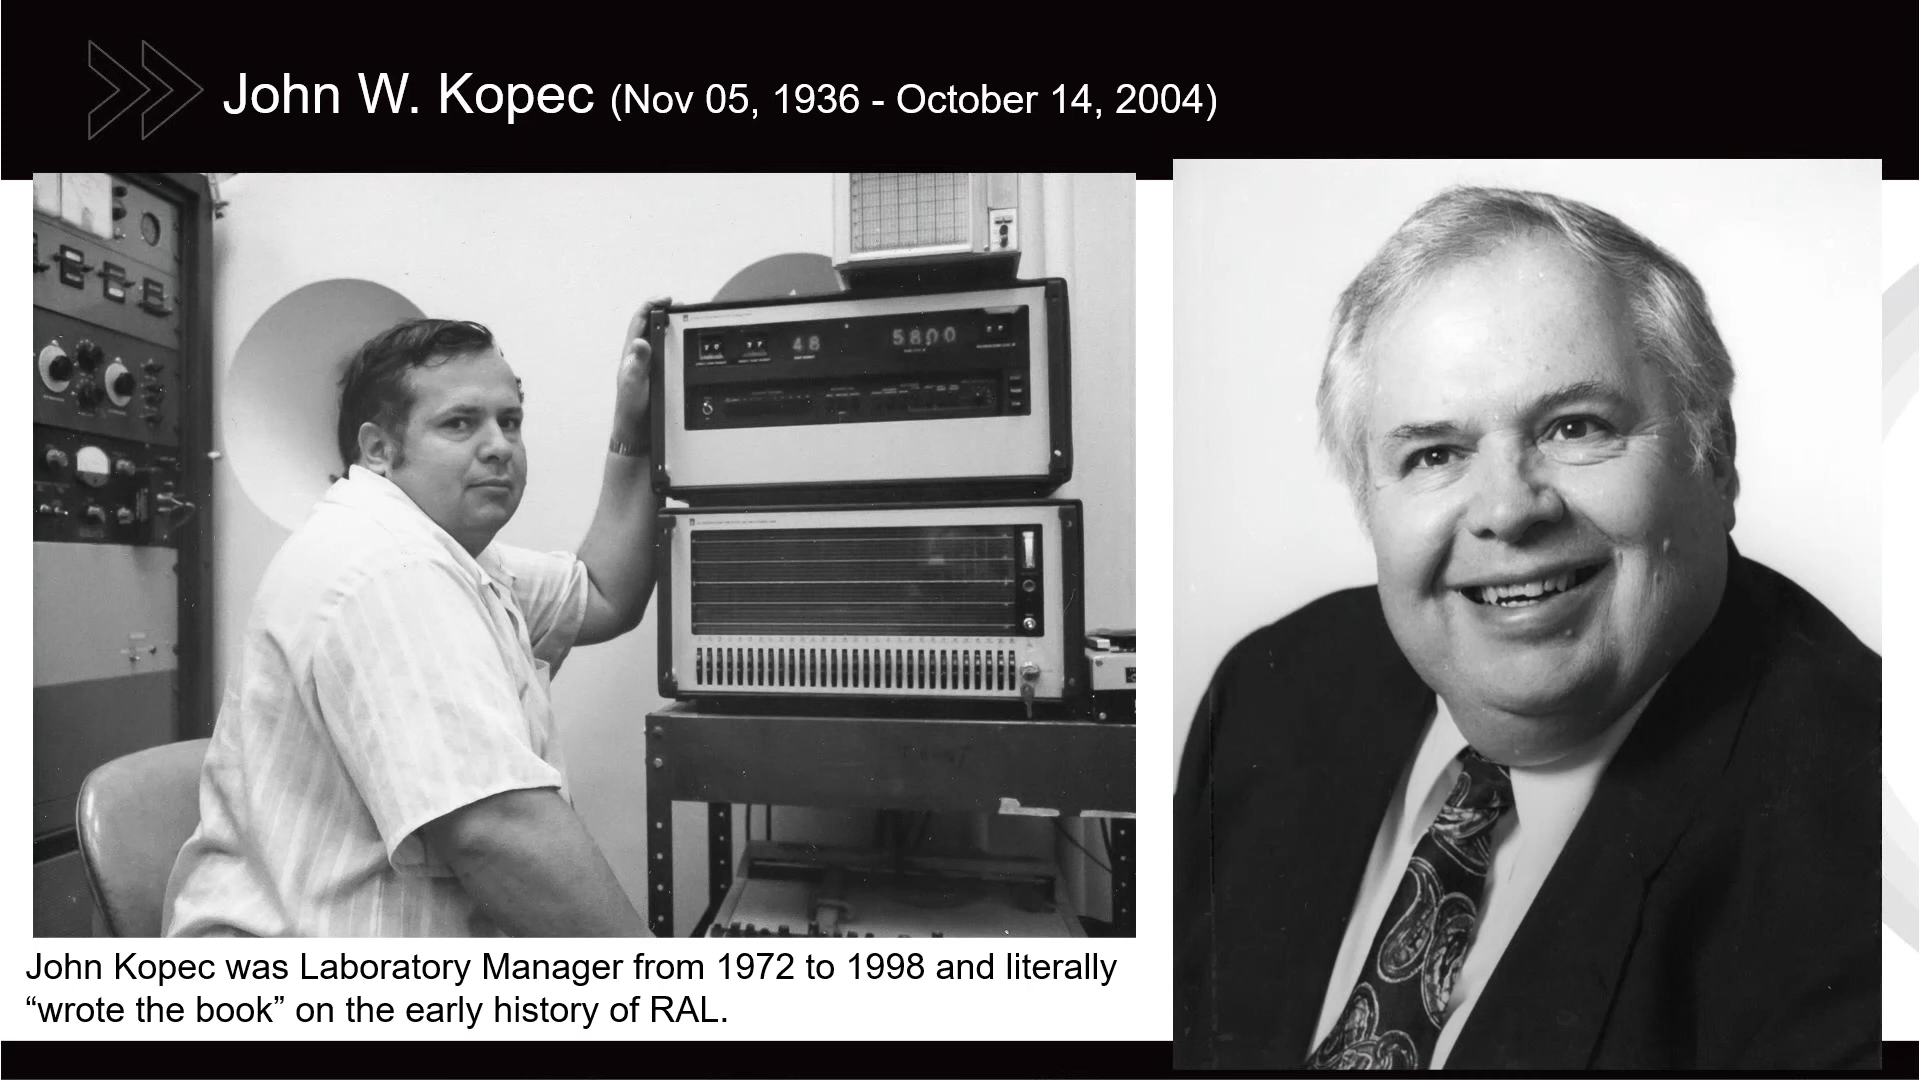 John W. Kopec (Nov 05, 1936 - October 14, 2004)
48
5800
John Kopec was Laboratory Manager from 1972 to 1998 and literally
“wrote the book” on the early history of RAL.